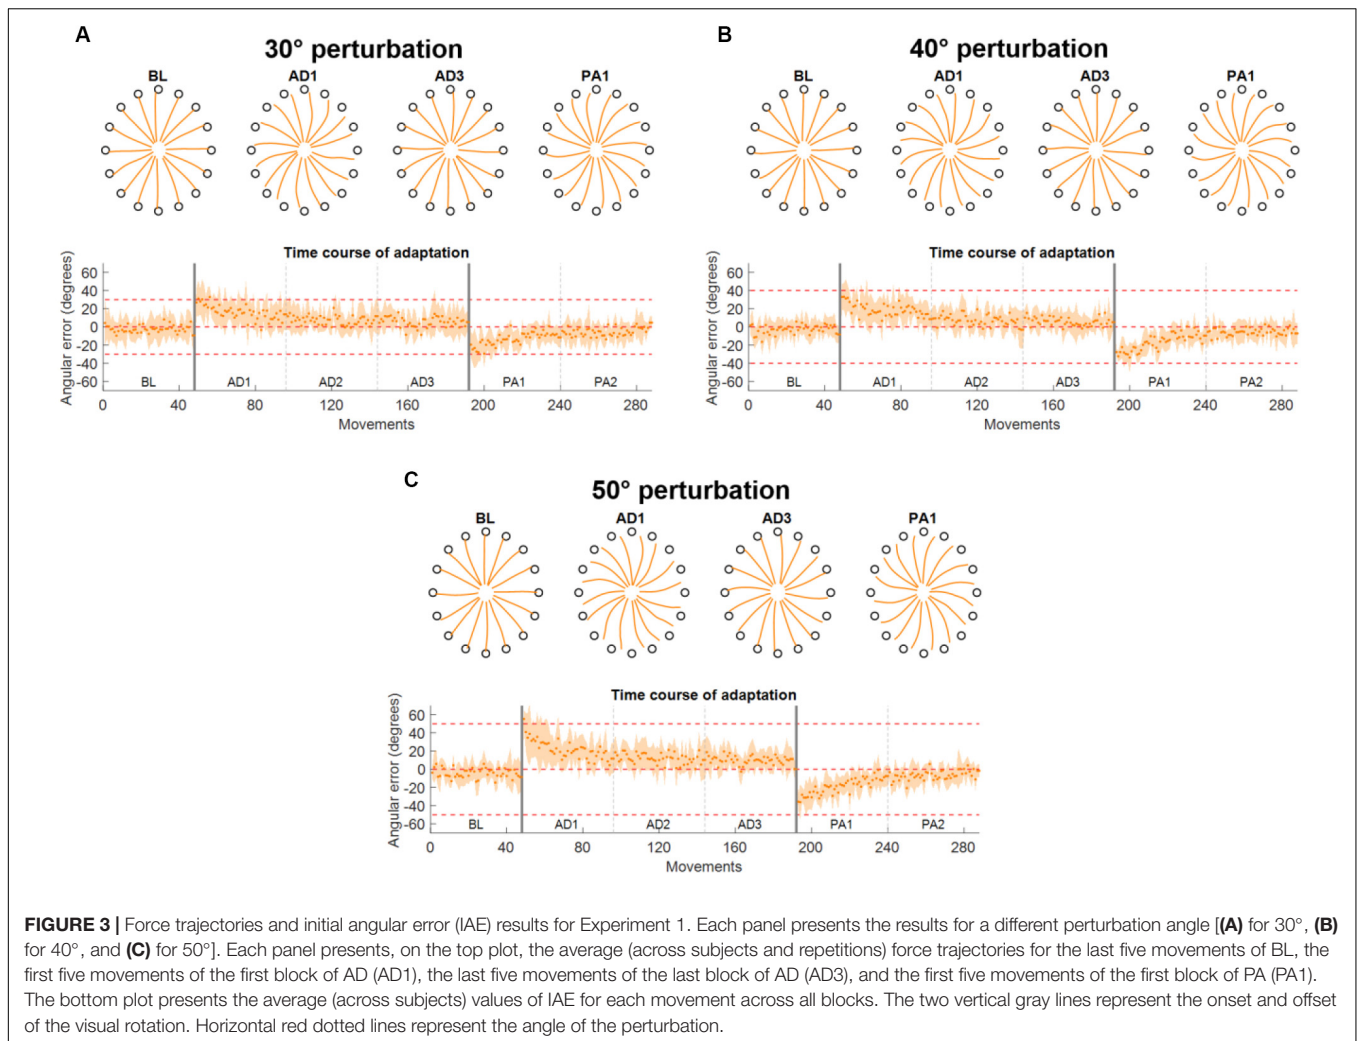 A
30° perturbation
BL AD1 AD3 PA1
Time course of adaptation
Angular error (degrees)
60
40
20
0
-20
-40
-60
BL AD1 AD2 AD3 PA1 PA2
0 40 80 120 160 200 240 280
Movements
B
40° perturbation
BL AD1 AD3 PA1
Time course of adaptation
Angular error (degrees)
60
40
20
0
-20
-40
-60
BL AD1 AD2 AD3 PA1 PA2
0 40 80 120 160 200 240 280
Movements
C
50° perturbation
BL AD1 AD3 PA1
Time course of adaptation
Angular error (degrees)
60
40
20
0
-20
-40
-60
BL AD1 AD2 AD3 PA1 PA2
0 40 80 120 160 200 240 280
Movements
FIGURE 3 | Force trajectories and initial angular error (IAE) results for Experiment 1. Each panel presents the results for a different perturbation angle [(A) for 30°, (B)
for 40°, and (C) for 50°]. Each panel presents, on the top plot, the average (across subjects and repetitions) force trajectories for the last five movements of BL, the
first five movements of the first block of AD (AD1), the last five movements of the last block of AD (AD3), and the first five movements of the first block of PA (PA1).
The bottom plot presents the average (across subjects) values of IAE for each movement across all blocks. The two vertical gray lines represent the onset and offset
of the visual rotation. Horizontal red dotted lines represent the angle of the perturbation.